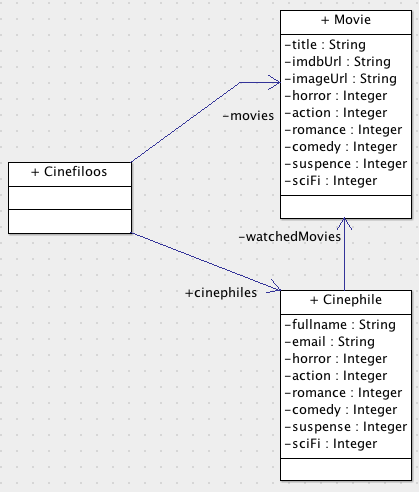 + Movie
-title : String
-imdbUrl : String
-imageUrl : String
-horror : Integer
-action : Integer
-romance : Integer
-comedy : Integer
-suspence : Integer
-sciFi : Integer
-movies
+ Cinefiloos
-watchedMovies
+cinephiles
+ Cinephile
-fullname : String
-email : String
-horror : Integer
-action : Integer
-romance : Integer
-comedy : Integer
-suspense : Integer
-sciFi : Integer